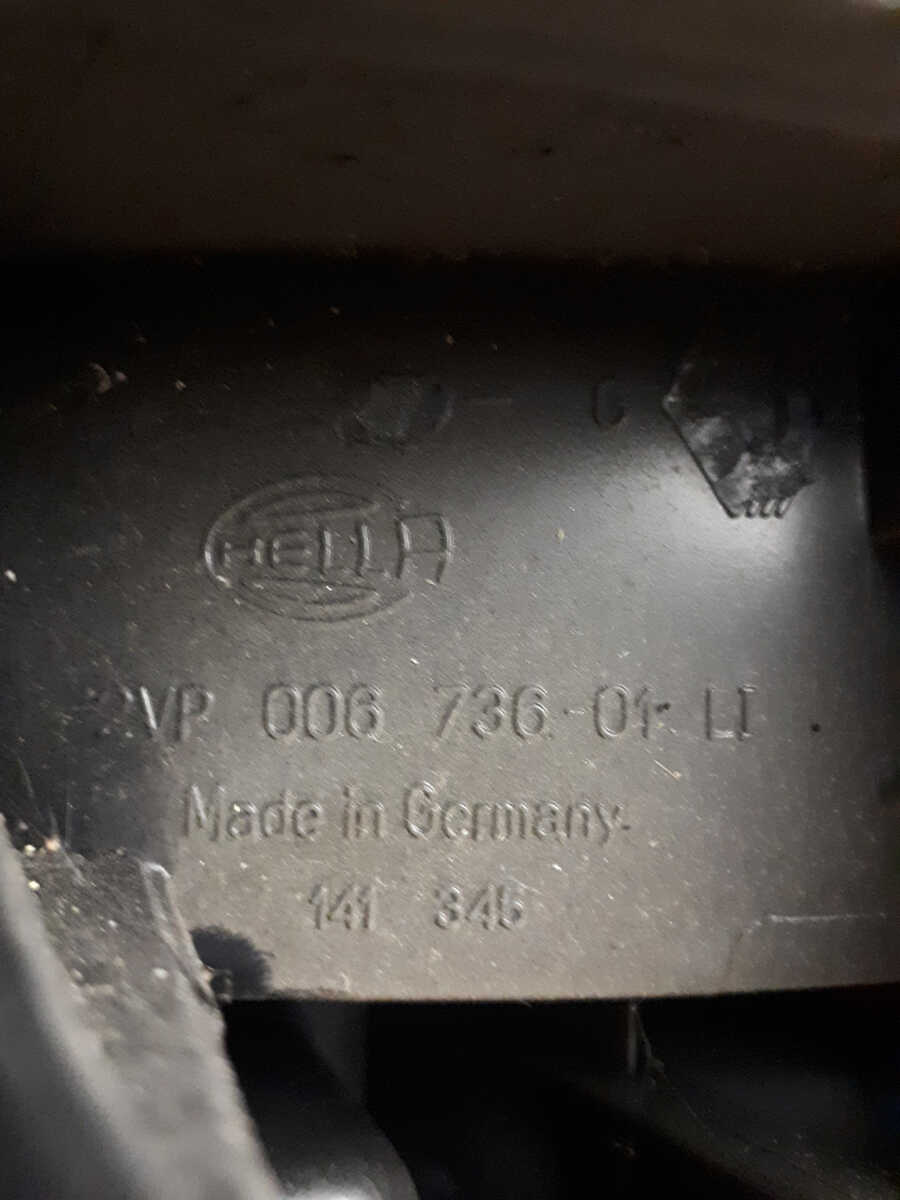 HELLA
2VP 006 736-01 LI
Made in Germany.
141 345